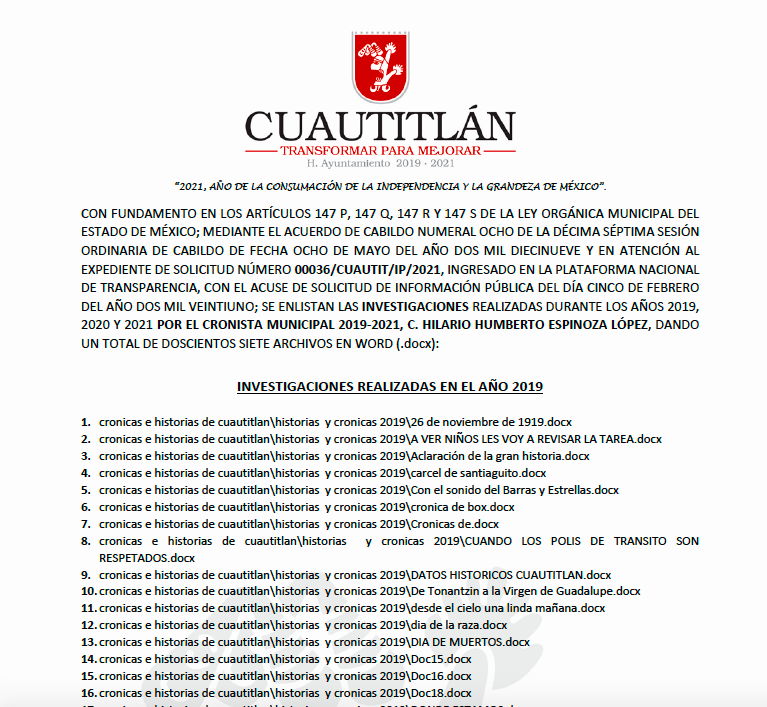 CUAUTITLÁN
TRANSFORMAR PARA MEJORAR
H. Ayuntamiento 2019 - 2021
"2021, AÑO DE LA CONSUMACIÓN DE LA INDEPENDENCIA Y LA GRANDEZA DE MÉXICO".
CON FUNDAMENTO EN LOS ARTÍCULOS 147 P, 147 Q, 147 R Y 147 S DE LA LEY ORGÁNICA MUNICIPAL DEL
ESTADO DE MÉXICO; MEDIANTE EL ACUERDO DE CABILDO NUMERAL OCHO DE LA DÉCIMA SÉPTIMA SESIÓN
ORDINARIA DE CABILDO DE FECHA OCHO DE MAYO DEL AÑO DOS MIL DIECINUEVE Y EN ATENCIÓN AL
EXPEDIENTE DE SOLICITUD NÚMERO 00036/CUAUTIT/IP/2021, INGRESADO EN LA PLATAFORMA NACIONAL
DE TRANSPARENCIA, CON EL ACUSE DE SOLICITUD DE INFORMACIÓN PÚBLICA DEL DÍA CINCO DE FEBRERO
DEL AÑO DOS MIL VEINTIUNO; SE ENLISTAN LAS INVESTIGACIONES REALIZADAS DURANTE LOS AÑOS 2019,
2020 Y 2021 POR EL CRONISTA MUNICIPAL 2019-2021, C. HILARIO HUMBERTO ESPINOZA LÓPEZ, DANDO
UN TOTAL DE DOSCIENTOS SIETE ARCHIVOS EN WORD (.docx):
INVESTIGACIONES REALIZADAS EN EL AÑO 2019
1. cronicas e historias de cuautitlan\historias y cronicas 2019\26 de noviembre de 1919.docx
2. cronicas e historias de cuautitlan\historias y cronicas 2019\A VER NIÑOS LES VOY A REVISAR LA TAREA.docx
3. cronicas e historias de cuautitlan\historias y cronicas 2019\Aclaración de la gran historia.docx
4. cronicas e historias de cuautitlan\historias y cronicas 2019\carcel de santiaguito.docx
5. cronicas e historias de cuautitlan\historias y cronicas 2019\Con el sonido del Barras y Estrellas.docx
6. cronicas e historias de cuautitlan\historias y cronicas 2019\cronica de box.docx
7. cronicas e historias de cuautitlan\historias y cronicas 2019\Cronicas de.docx
8. cronicas e historias de cuautitlan\historias y cronicas 2019\CUANDO LOS POLIS DE TRANSITO SON
RESPETADOS.docx
9. cronicas e historias de cuautitlan\historias y cronicas 2019\DATOS HISTORICOS CUAUTITLAN.docx
10. cronicas e historias de cuautitlan\historias y cronicas 2019\De Tonantzin a la Virgen de Guadalupe.docx
11. cronicas e historias de cuautitlan\historias y cronicas 2019\desde el cielo una linda mañana.docx
12. cronicas e historias de cuautitlan\historias y cronicas 2019\dia de la raza.docx
13. cronicas e historias de cuautitlan\historias y cronicas 2019\DIA DE MUERTOS.docx
14. cronicas e historias de cuautitlan\historias y cronicas 2019\Doc15.docx
15. cronicas e historias de cuautitlan\historias y cronicas 2019\Doc16.docx
16. cronicas e historias de cuautitlan\historias y cronicas 2019\Doc18.docx